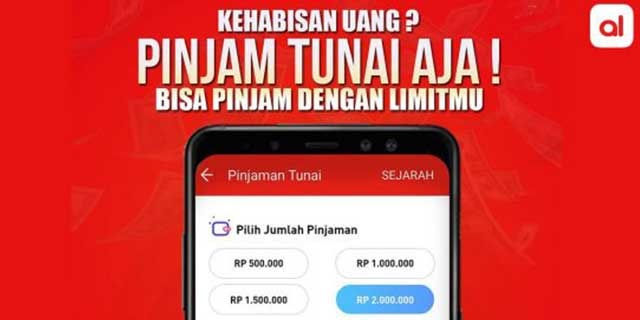 KEHABISAN UANG ?
al
PINJAM TUNAI AJA !
BISA PINJAM DENGAN LIMITMU
Pinjaman Tunai
SEJARAH
Pilih Jumlah Pinjaman
RP 500.000
RP 1.000.000
RP 1.500.000
RP 2.000.000